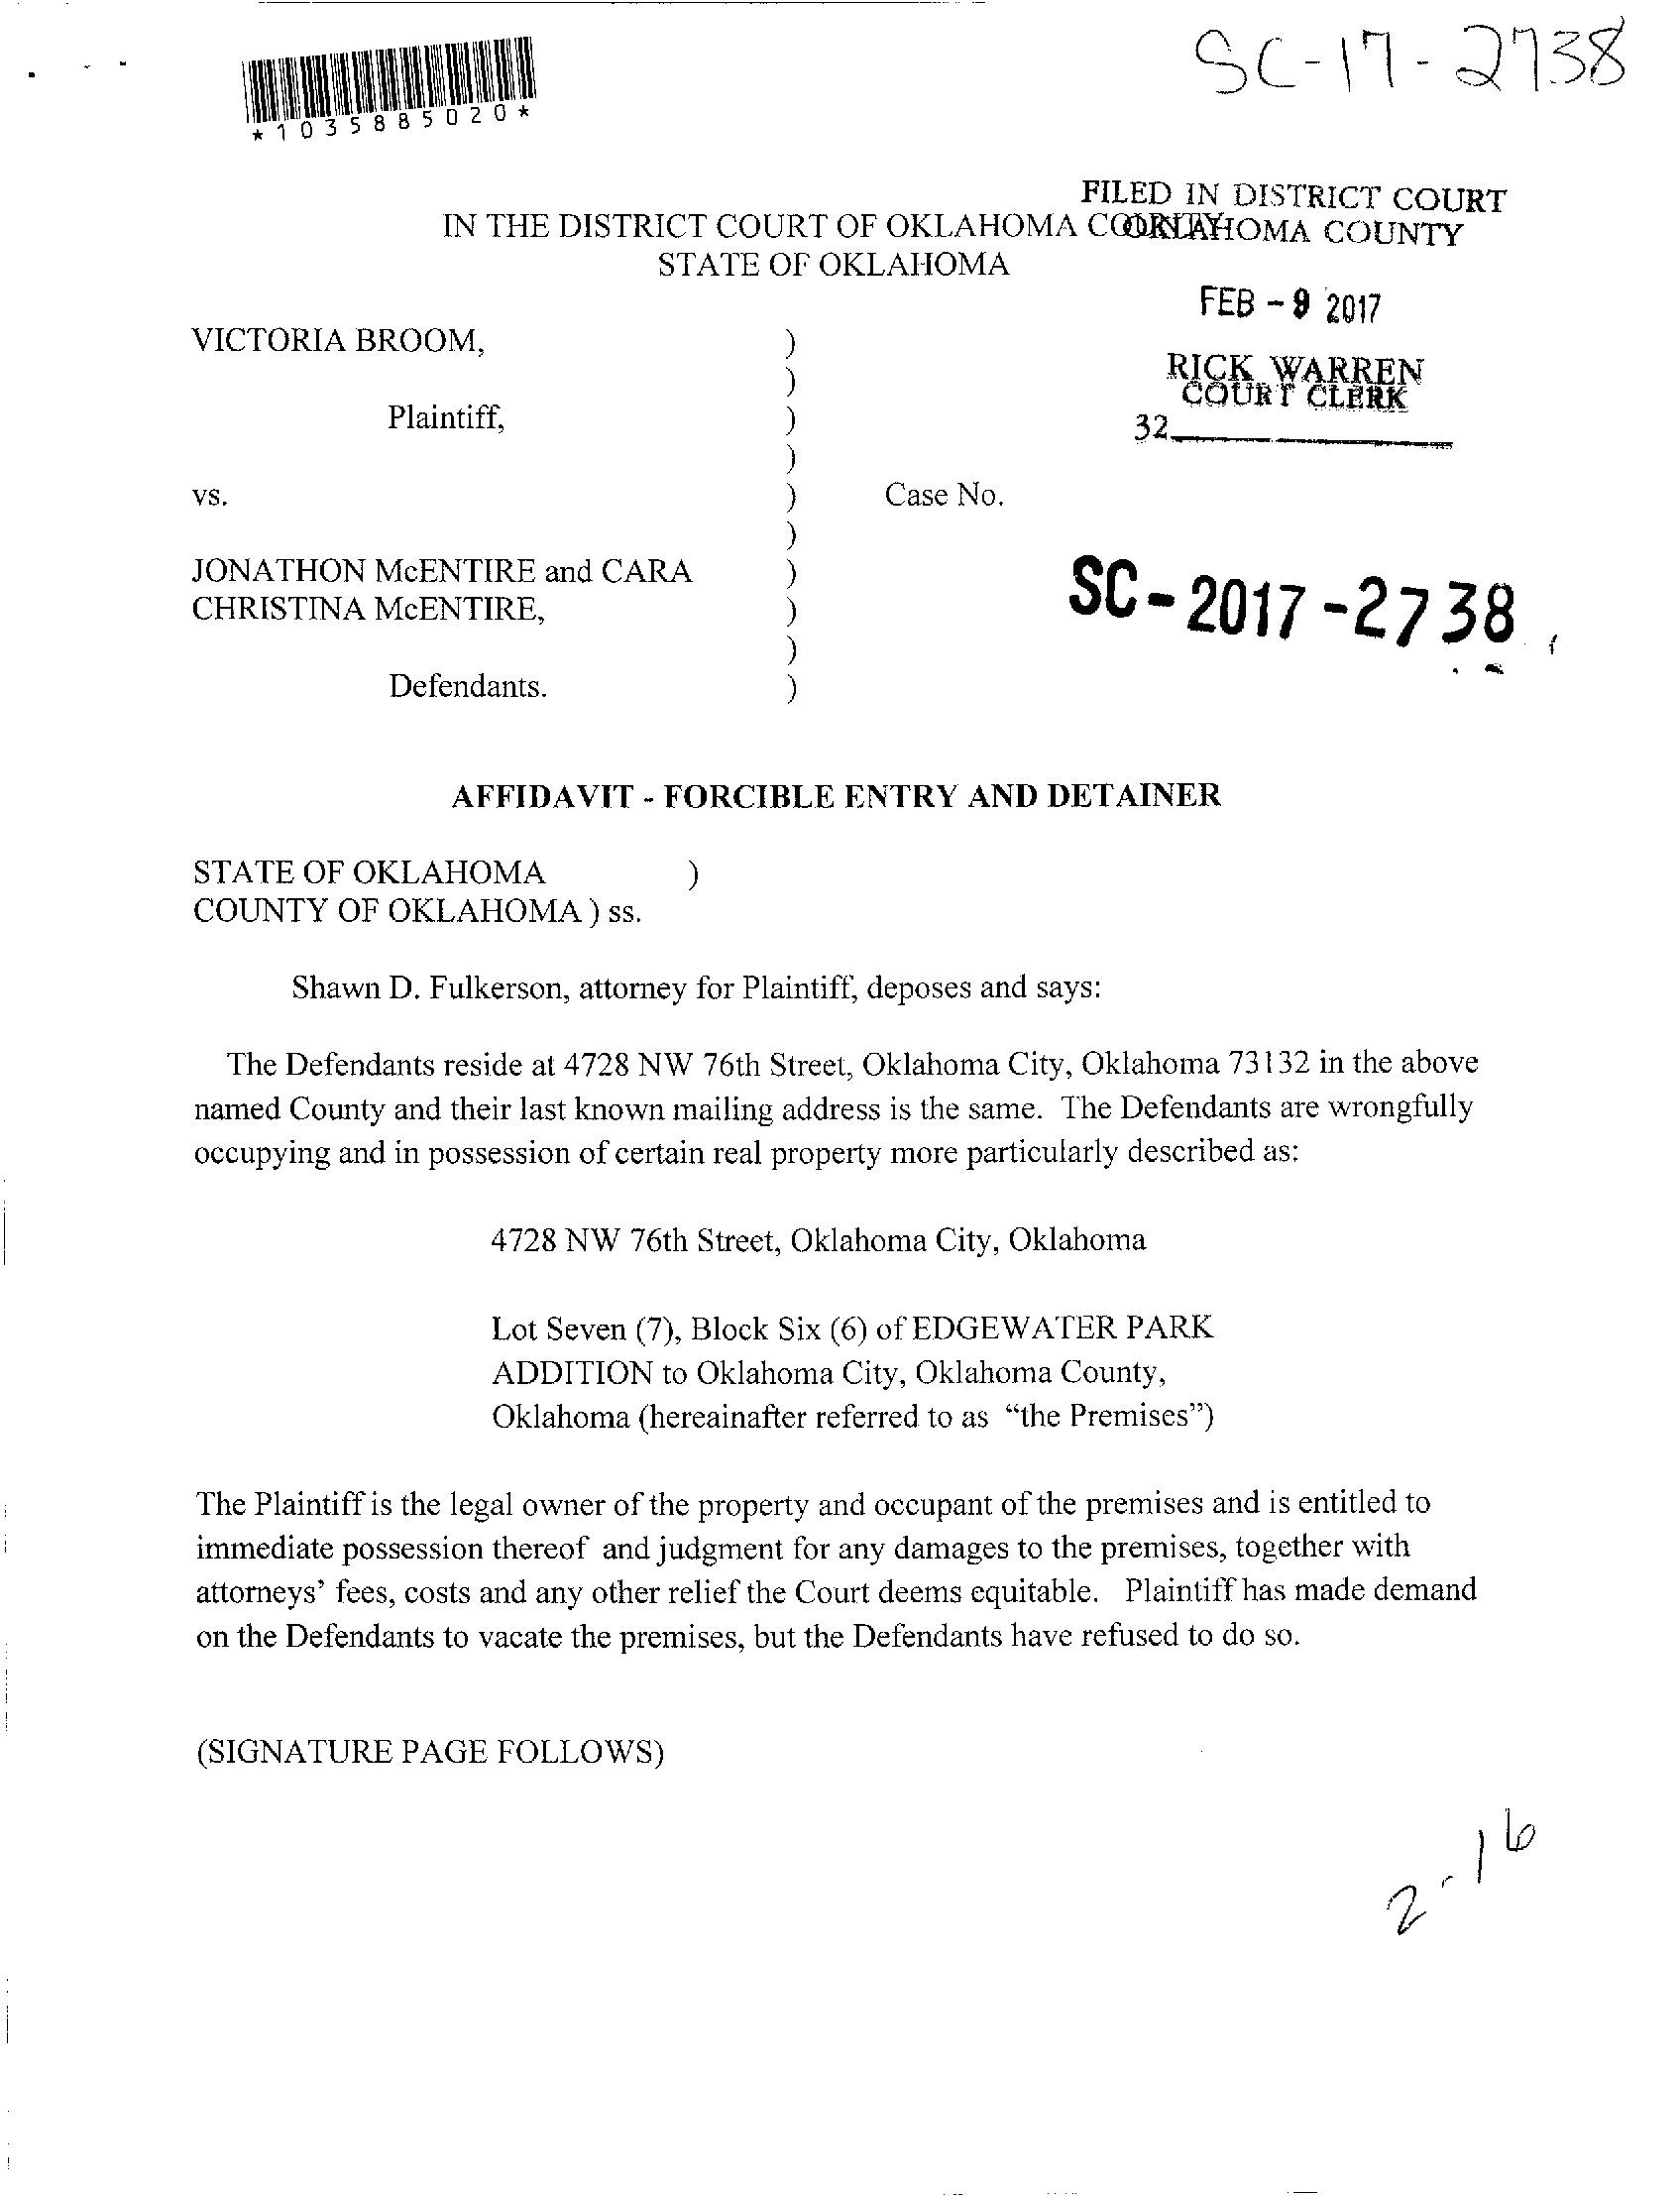 SC-17-2738
*1035885020*
FILED IN DISTRICT COURT
OKLAHOMA COUNTY
IN THE DISTRICT COURT OF OKLAHOMA COUNTY
STATE OF OKLAHOMA
FEB - 9 2017
RICK WARREN
COURT CLERK
32
VICTORIA BROOM, )
)
Plaintiff, )
)
vs. ) Case No.
)
JONATHON McENTIRE and CARA )
CHRISTINA McENTIRE, )
)
Defendants. )
SC-2017-2738
AFFIDAVIT - FORCIBLE ENTRY AND DETAINER
STATE OF OKLAHOMA )
COUNTY OF OKLAHOMA ) ss.
Shawn D. Fulkerson, attorney for Plaintiff, deposes and says:
The Defendants reside at 4728 NW 76th Street, Oklahoma City, Oklahoma 73132 in the above
named County and their last known mailing address is the same. The Defendants are wrongfully
occupying and in possession of certain real property more particularly described as:
4728 NW 76th Street, Oklahoma City, Oklahoma
Lot Seven (7), Block Six (6) of EDGEWATER PARK
ADDITION to Oklahoma City, Oklahoma County,
Oklahoma (hereinafter referred to as “the Premises”)
The Plaintiff is the legal owner of the property and occupant of the premises and is entitled to
immediate possession thereof and judgment for any damages to the premises, together with
attorneys’ fees, costs and any other relief the Court deems equitable. Plaintiff has made demand
on the Defendants to vacate the premises, but the Defendants have refused to do so.
(SIGNATURE PAGE FOLLOWS)
2-16